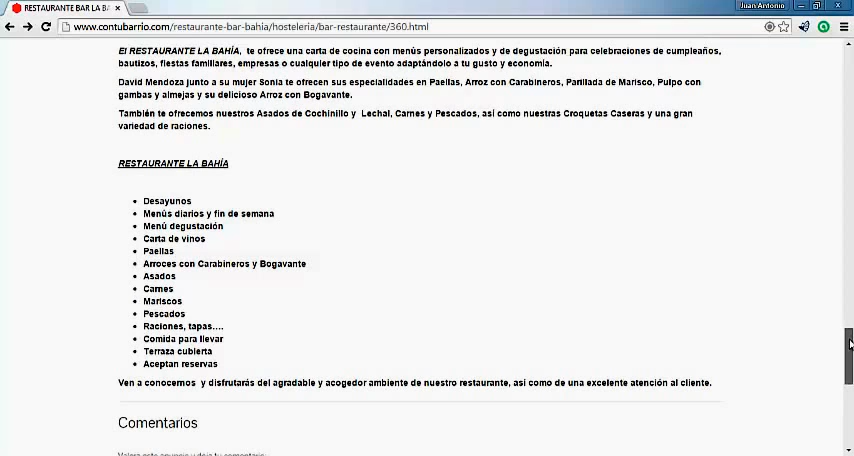 RESTAURANTE BAR LA BA
Juan Antonio
www.contubarrio.com/restaurante-bar-bahia/hosteleria/bar-restaurante/360.html
El RESTAURANTE LA BAHÍA, te ofrece una carta de cocina con menús personalizados y de degustación para celebraciones de cumpleaños,
bautizos, fiestas familiares, empresas o cualquier tipo de evento adaptándolo a tu gusto y economía.
David Mendoza junto a su mujer Sonia te ofrecen sus especialidades en Paellas, Arroz con Carabineros, Parillada de Marisco, Pulpo con
gambas y almejas y su delicioso Arroz con Bogavante.
También te ofrecemos nuestros Asados de Cochinillo y Lechal, Carnes y Pescados, así como nuestras Croquetas Caseras y una gran
variedad de raciones.
RESTAURANTE LA BAHÍA
Desayunos
Menús diarios y fin de semana
Menú degustación
Carta de vinos
Paellas
Arroces con Carabineros y Bogavante
Asados
Carnes
Mariscos
Pescados
Raciones, tapas....
Comida para llevar
Terraza cubierta
Aceptan reservas
Ven a conocernos y disfrutarás del agradable y acogedor ambiente de nuestro restaurante, así como de una excelente atención al cliente.
Comentarios
Valora este anuncio y deja tu comentario: